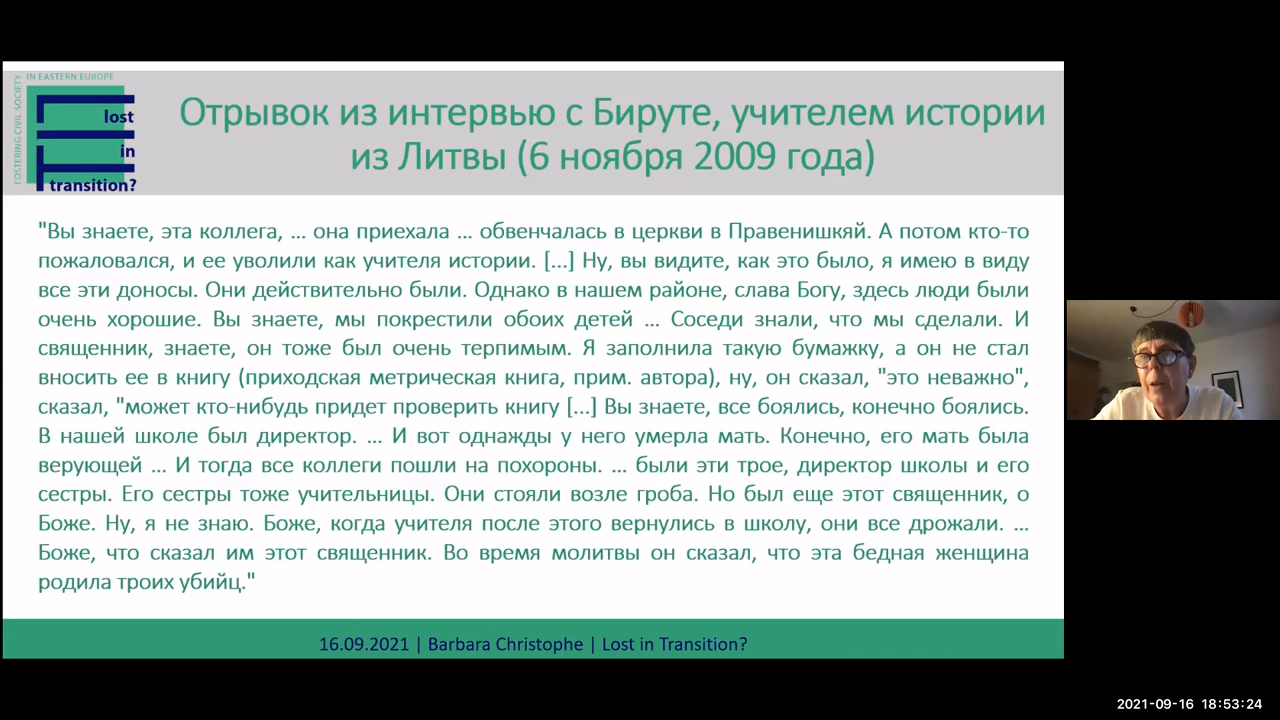 FOSTERING CIVIL SOCIETY
IN EASTERN EUROPE
lost
in
transition?
Отрывок из интервью с Бируте, учителем истории
из Литвы (6 ноября 2009 года)
"Вы знаете, эта коллега, ... она приехала ... обвенчалась в церкви в Правенишкяй. А потом кто-то
пожаловался, и ее уволили как учителя истории. [...] Ну, вы видите, как это было, я имею в виду
все эти доносы. Они действительно были. Однако в нашем районе, слава Богу, здесь люди были
очень хорошие. Вы знаете, мы покрестили обоих детей ... Соседи знали, что мы сделали. И
священник, знаете, он тоже был очень терпимым. Я заполнила такую бумажку, а он не стал
вносить ее в книгу (приходская метрическая книга, прим. автора), ну, он сказал, "это неважно",
сказал, "может кто-нибудь придет проверить книгу [...] Вы знаете, все боялись, конечно боялись.
В нашей школе был директор. ... И вот однажды у него умерла мать. Конечно, его мать была
верующей ... И тогда все коллеги пошли на похороны. ... были эти трое, директор школы и его
сестры. Его сестры тоже учительницы. Они стояли возле гроба. Но был еще этот священник, о
Боже. Ну, я не знаю. Боже, когда учителя после этого вернулись в школу, они все дрожали. ...
Боже, что сказал им этот священник. Во время молитвы он сказал, что эта бедная женщина
родила троих убийц."
16.09.2021 | Barbara Christophe | Lost in Transition?
2021-09-16 18:53:24